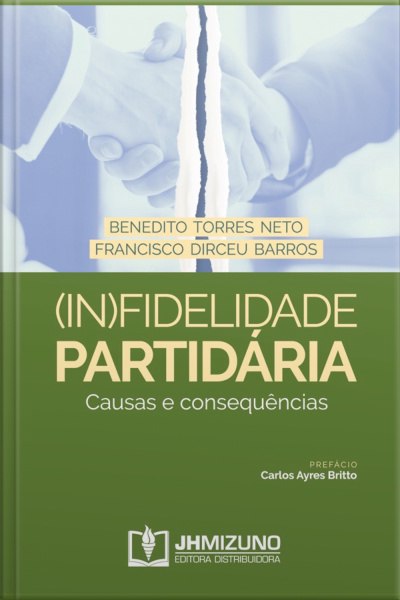 BENEDITO TORRES NETO
FRANCISCO DIRCEU BARROS
(IN)FIDELIDADE
PARTIDÁRIA
Causas e consequências
PREFÁCIO
Carlos Ayres Britto
JHMIZUNO
EDITORA DISTRIBUIDORA